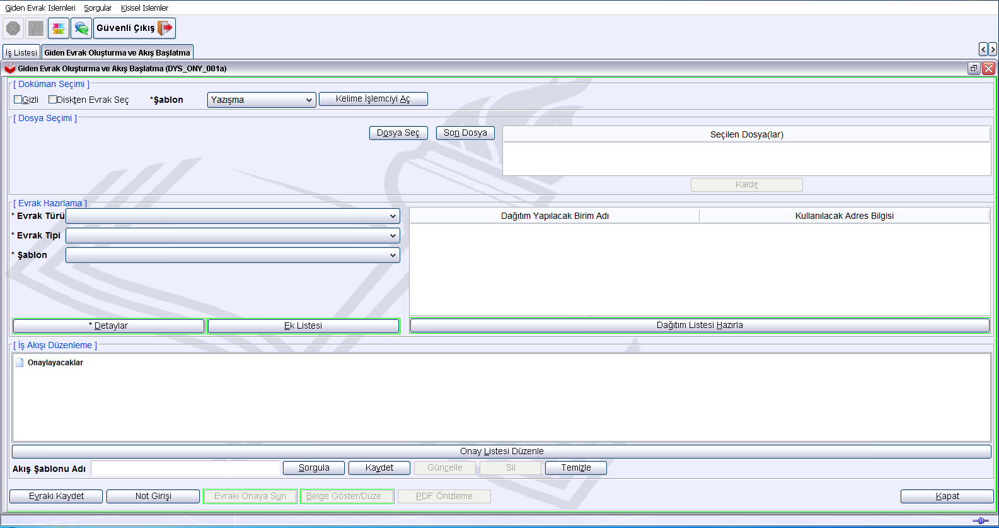 Giden Evrak Islemleri Sorgular Kisisel Islemler
Güvenli Çıkış
İş Listesi Giden Evrak Oluşturma ve Akış Başlatma
Giden Evrak Oluşturma ve Akış Başlatma (DYS_ONY_001a)
[ Doküman Seçimi ]
Gizli Diskten Evrak Seç *Şablon Yazışma Kelime İşlemciyi Aç
[ Dosya Seçimi ]
Dosya Seç Son Dosya Seçilen Dosya(lar)
Kaldır
[ Evrak Hazırlama ]
* Evrak Türü Dağıtım Yapılacak Birim Adı Kullanılacak Adres Bilgisi
* Evrak Tipi
* Şablon
* Detaylar Ek Listesi Dağıtım Listesi Hazırla
[ İş Akışı Düzenleme ]
Onaylayacaklar
Onay Listesi Düzenle
Akış Şablonu Adı Sorgula Kaydet Güncelle Sil Temizle
Evrakı Kaydet Not Girişi Evrakı Onaya Sun Belge Göster/Düze... PDF Önizleme Kapat